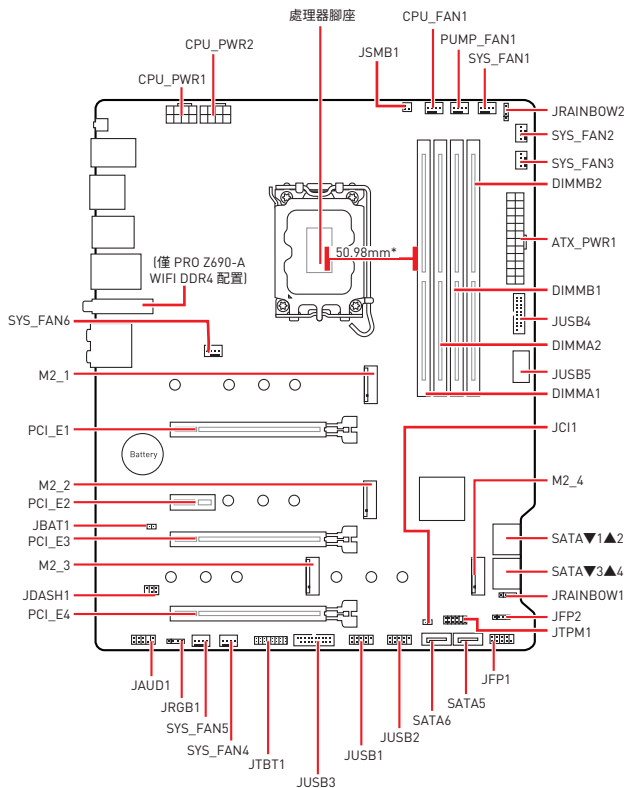 處理器腳座
CPU_FAN1
PUMP_FAN1
SYS_FAN1
CPU_PWR2
JSMB1
CPU_PWR1
JRAINBOW2
SYS_FAN2
SYS_FAN3
DIMMB2
ATX_PWR1
50.98mm*
(僅 PRO Z690-A
WIFI DDR4 配置)
DIMMB1
SYS_FAN6
JUSB4
DIMMA2
M2_1
JUSB5
DIMMA1
PCI_E1
JCI1
Battery
M2_2
M2_4
PCI_E2
JBAT1
PCI_E3
SATA▼1▲2
M2_3
SATA▼3▲4
JDASH1
JRAINBOW1
PCI_E4
JFP2
JTPM1
JAUD1
JRGB1
SYS_FAN5
SYS_FAN4
JTBT1
JUSB3
JUSB1
JUSB2
SATA6
SATA5
JFP1